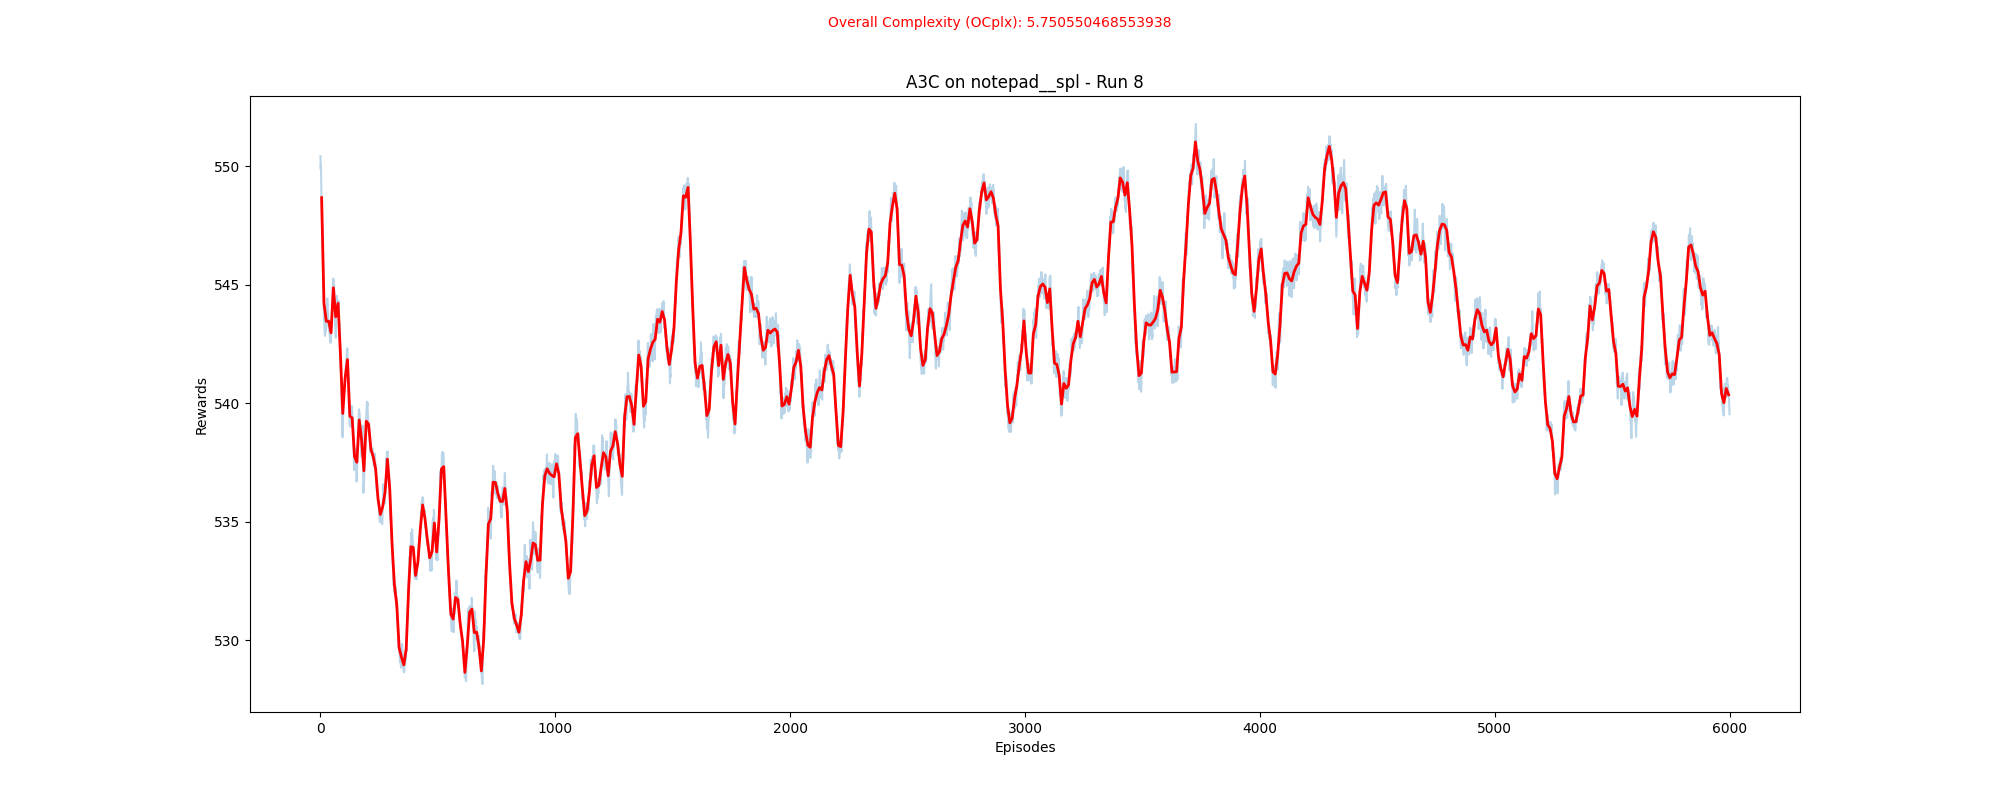 Overall Complexity (OCplx): 5.750550468553938
A3C on notepad__spl - Run 8
Rewards
550
545
540
535
530
0 1000 2000 3000 4000 5000 6000
Episodes